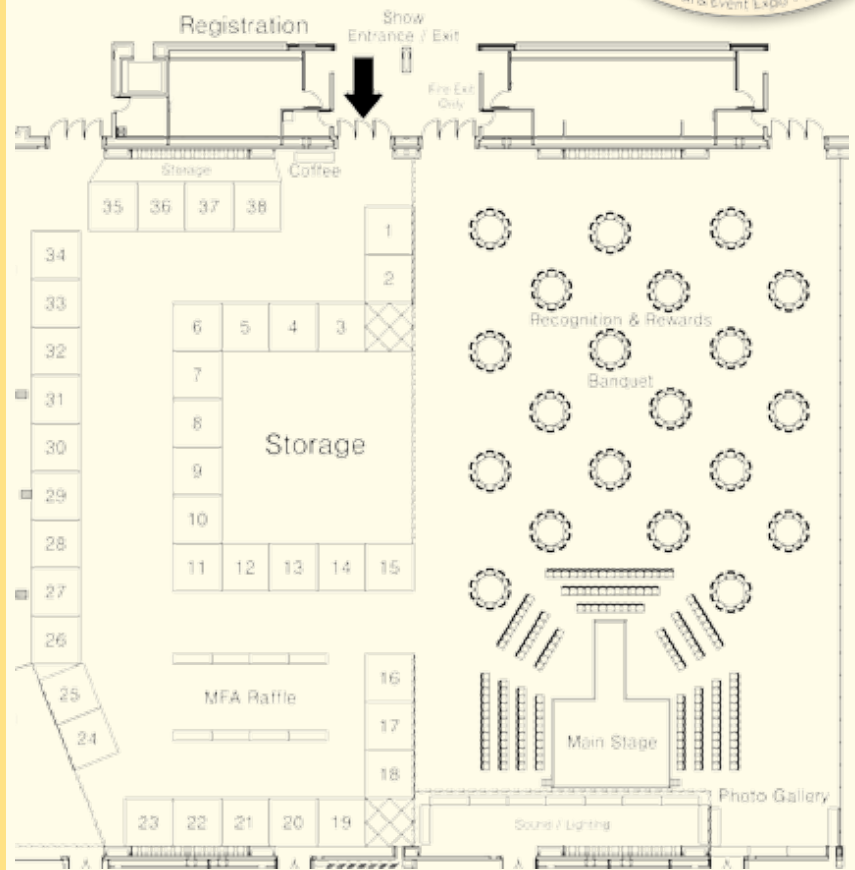 & Event Expo
Registration
Show
Entrance / Exit
Fire Exit
Only
Storage
Coffee
35 36 37 38
1
34
2
33
6 5 4 3
Recognition & Rewards
32
7
Banquet
31
8
30
Storage
9
29
10
28
11 12 13 14 15
27
26
16
25
MFA Raffle
17
24
Main Stage
18
Photo Gallery
23 22 21 20 19
Sound / Lighting